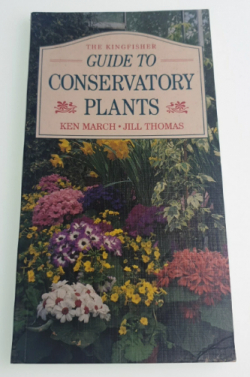 THE KINGFISHER
GUIDE TO
CONSERVATORY
PLANTS
KEN MARCH • JILL THOMAS